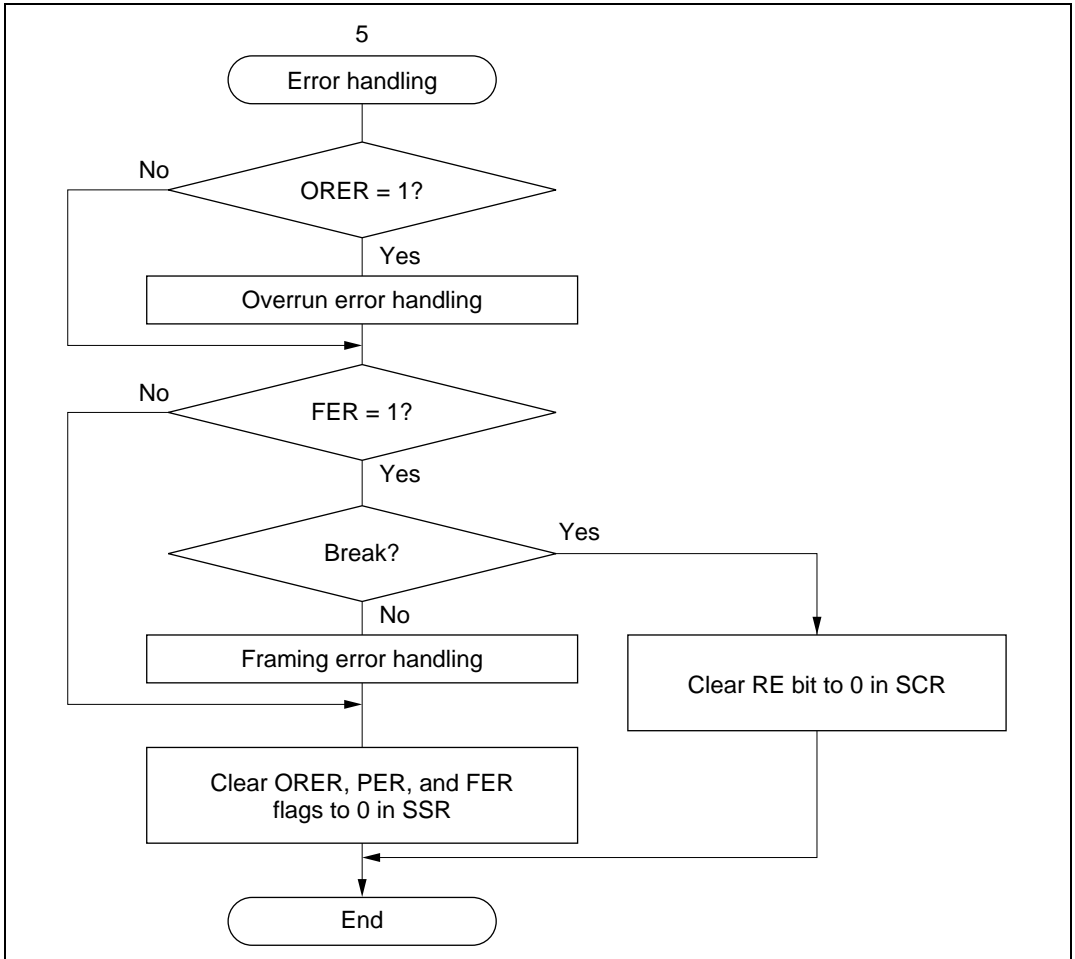 5
Error handling
No
ORER = 1?
Yes
Overrun error handling
No
FER = 1?
Yes
Break?
Yes
No
Framing error handling
Clear RE bit to 0 in SCR
Clear ORER, PER, and FER
flags to 0 in SSR
End